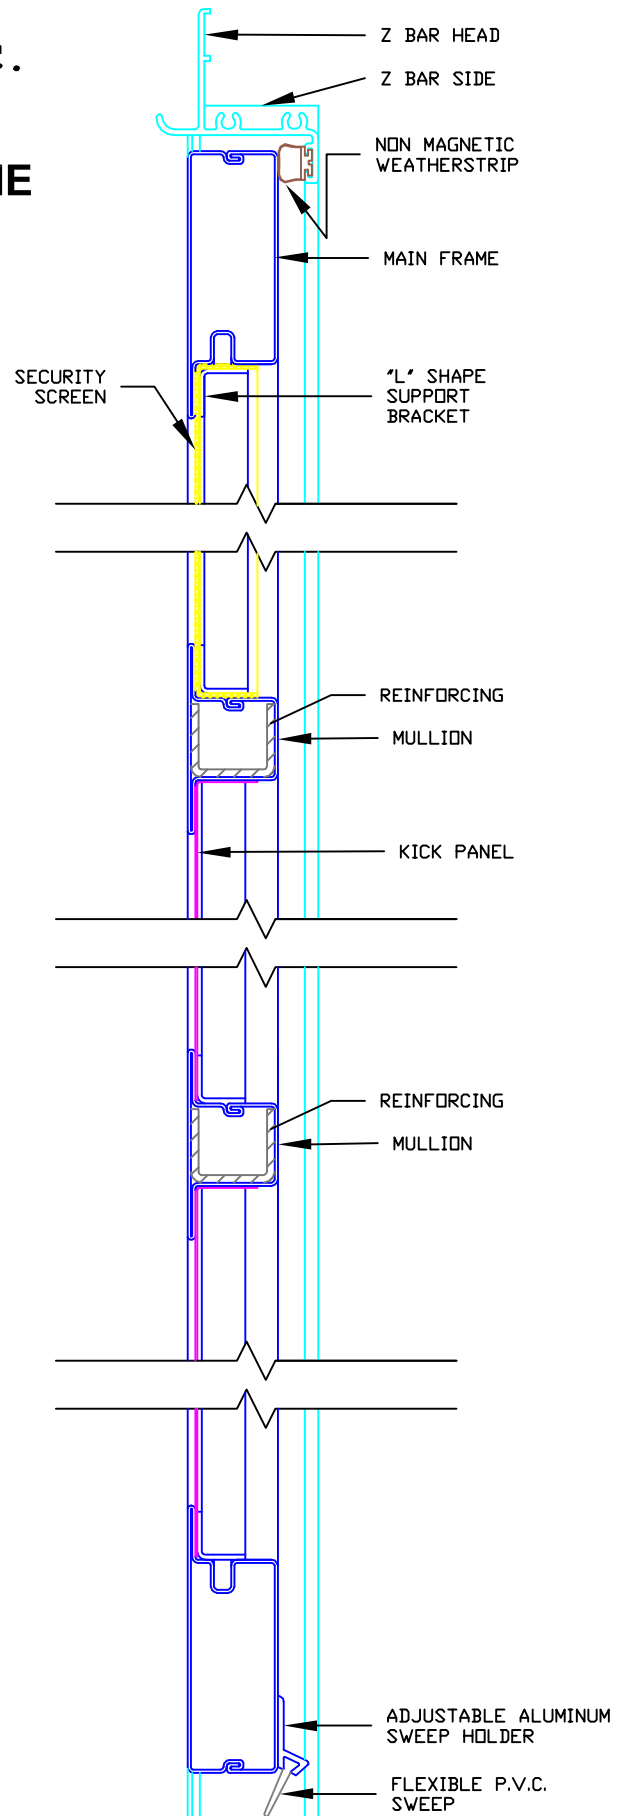 Z BAR HEAD
Z BAR SIDE
NON MAGNETIC
WEATHERSTRIP
MAIN FRAME
SECURITY
SCREEN
"L" SHAPE
SUPPORT
BRACKET
REINFORCING
MULLION
KICK PANEL
REINFORCING
MULLION
ADJUSTABLE ALUMINUM
SWEEP HOLDER
FLEXIBLE P.V.C.
SWEEP